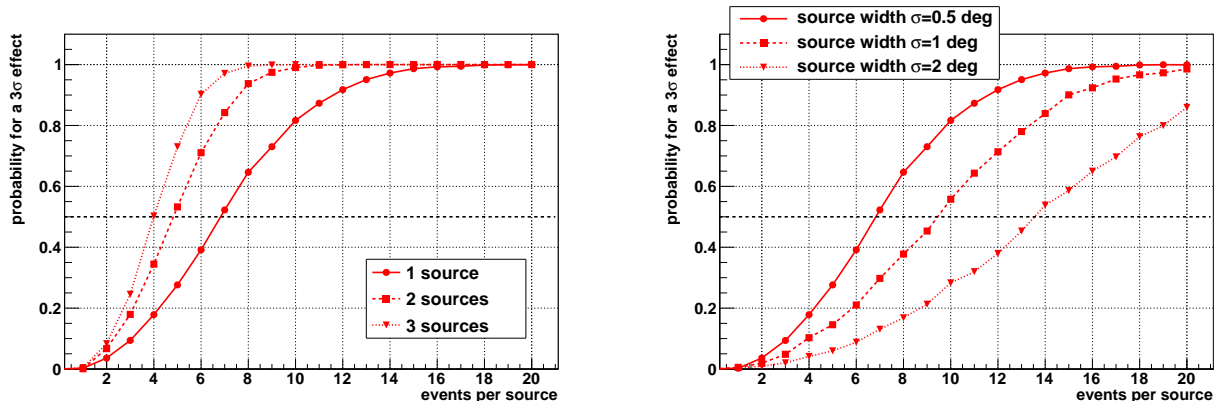 probability for a 3σ effect
1
0.8
0.6
0.4
0.2
0
2 4 6 8 10 12 14 16 18 20
events per source
1 source
2 sources
3 sources
source width σ=0.5 deg
source width σ=1 deg
source width σ=2 deg
probability for a 3σ effect
1
0.8
0.6
0.4
0.2
0
2 4 6 8 10 12 14 16 18 20
events per source